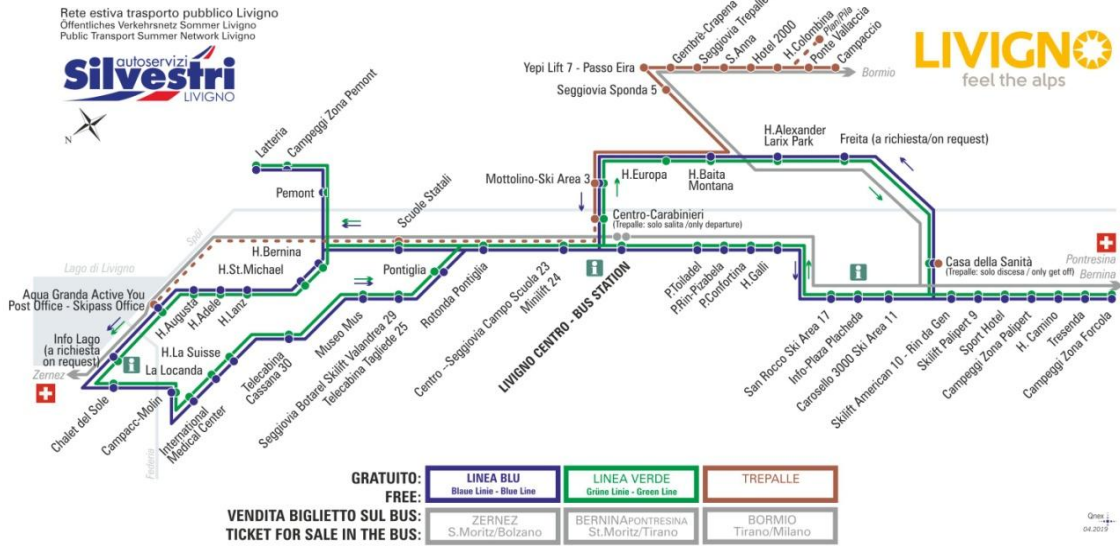 Rete estiva trasporto pubblico Livigno
Öffentliches Verkehrsnetz Sommer Livigno
Public Transport Summer Network Livigno
autoservizi
Silvestri
LIVIGNO
N
LIVIGNO
feel the alps
Gembrè-Crapena
Seggiovia Trepalle
S.Anna
Hotel 2000
H.Colombina
Plan/Pila
Ponte Vallaccia
Campaccio
Yepi Lift 7 - Passo Eira
Bormio
Seggiovia Sponda 5
Latteria
Campeggi Zona Pemont
Pemont
Scuole Statali
Mottolino-Ski Area 3
H.Europa
H.Baita
Montana
H.Alexander
Larix Park
Freita (a richiesta/on request)
Centro-Carabinieri
(Trepalle: solo salita /only departure)
Spöl
Lago di Livigno
H.Bernina
H.St.Michael
Pontiglia
Casa della Sanità
(Trepalle: solo discesa / only get off)
Pontresina
Bernina
Aqua Granda Active You
Post Office - Skipass Office
H.Augusta
H.Adele
H.Lanz
Info Lago
(a richiesta
on request)
Zernez
i
H.La Suisse
La Locanda
Chalet del Sole
Campacc-Molin
Federia
International
Medical Center
Telecabina
Cassana 30
Museo Mus
Seggiovia Botarel Skilift Valandrea 29
Telecabina Tagliede 25
Rotonda Pontiglia
Centro --Seggiovia Campo Scuola 23
Minilift 24
i
LIVIGNO CENTRO - BUS STATION
P.Toiladel
P.Rin-Pizabela
P.Confortina
H.Galli
i
San Rocco Ski Area 17
Info-Plaza Placheda
Carosello 3000 Ski Area 11
Skilift American 10 - Rin da Gen
Skilift Palipert 9
Sport Hotel
Campeggi Zona Palipert
H. Camino
Tresenda
Campeggi Zona Forcole
GRATUITO:
FREE:
LINEA BLU
Blaue Linie - Blue Line
LINEA VERDE
Grüne Linie - Green Line
TREPALLE
VENDITA BIGLIETTO SUL BUS:
TICKET FOR SALE IN THE BUS:
ZERNEZ
S.Moritz/Bolzano
BERNINAPONTRESINA
St.Moritz/Tirano
BORMIO
Tirano/Milano
Qnex
04.2019